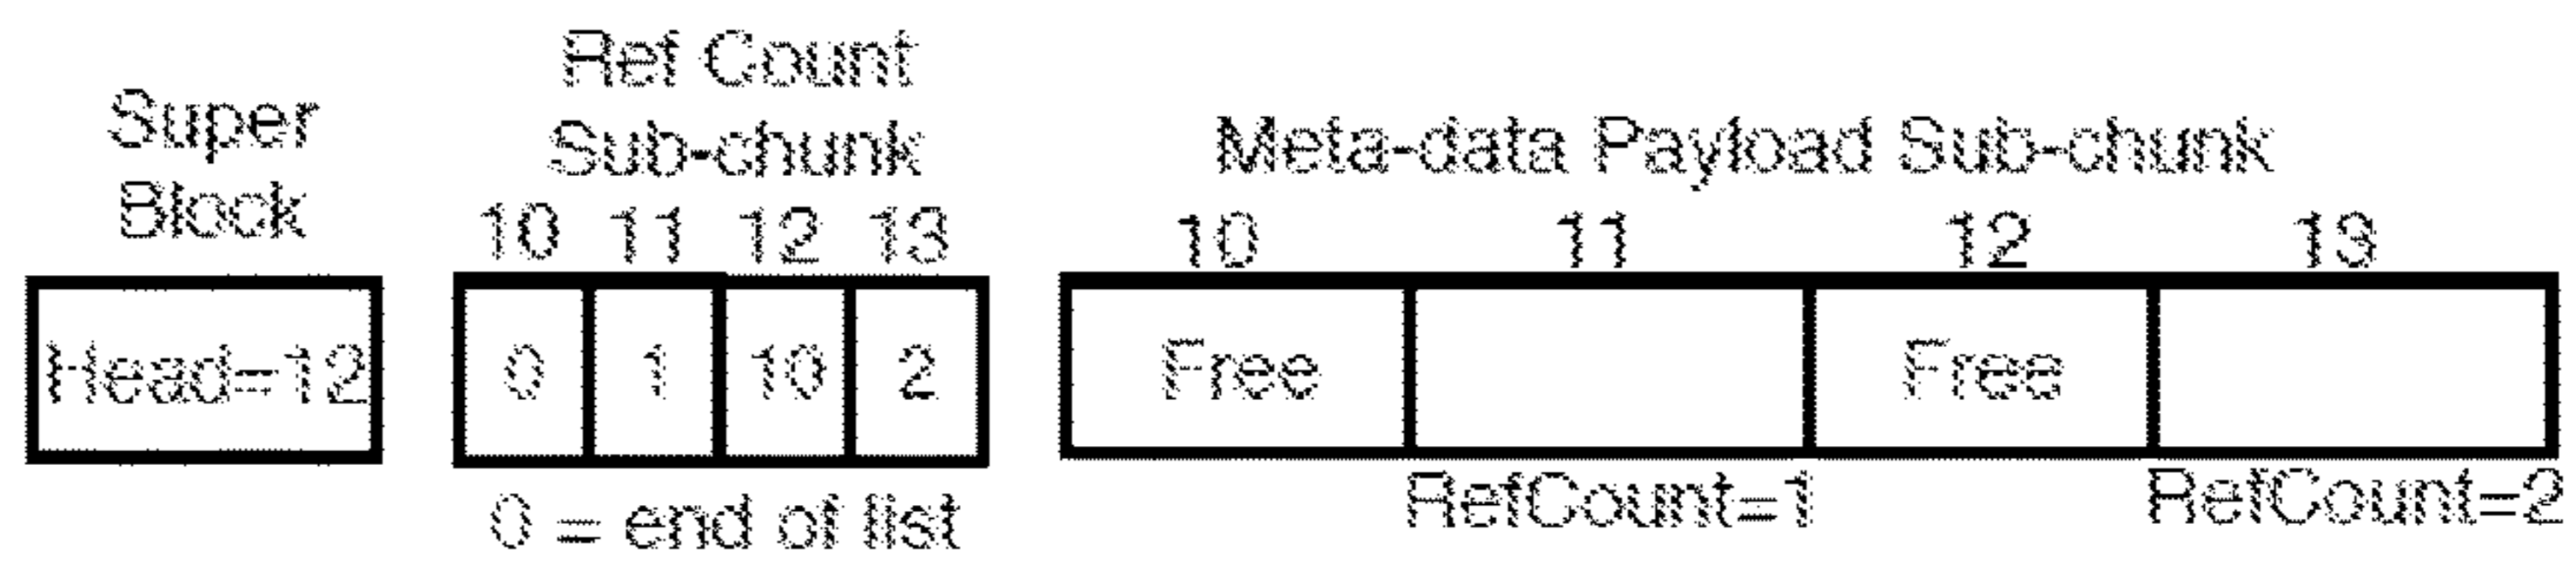 Super
Block
Head=12
Ref Count
Sub-chunk
10 11 12 13
0 1 10 2
0 = end of list
Meta-data Payload Sub-chunk
10 11 12 13
Free Free
RefCount=1 RefCount=2